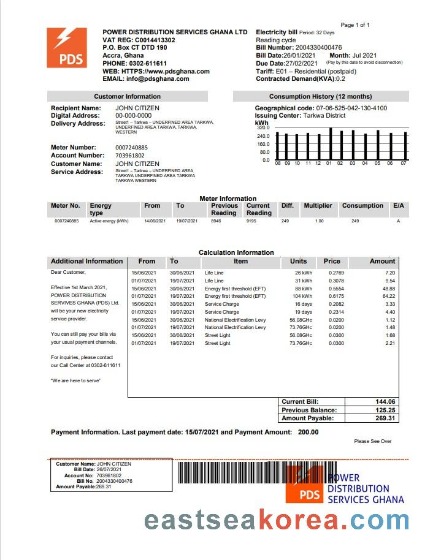 Page 1 of 1
PDS
POWER DISTRIBUTION SERVICES GHANA LTD
VAT REG: C0014413302
P.O. Box CT DTD 190
Accra, Ghana
PHONE: 0302-611611
WEB: HTTPS://www.pdsghana.com
EMAIL: info@pdsghana.com
Electricity bill Period: 32 Days
Reading cycle
Bill Number: 2004330400476
Bill Date:26/01/2021 Month: Jul 2021
Due Date:27/02/2021 (Pay by this date to avoid disconnection)
Tariff: E01 – Residential (postpaid)
Contracted Demand(KVA):0.2
Customer Information
Recipient Name: JOHN CITIZEN
Digital Address: 00-000-0000
Delivery Address: Street – Tarkwa – UNDERFINED AREA TARKWA,
UNDERFINED AREA TARKWA, TARKWA,
WESTERN
Meter Number: 0007240885
Account Number: 703961802
Customer Name: JOHN CITIZEN
Service Address: Street – Tarkwa – UNDERFINED AREA,
TARKWA UNDERFINED AREA, TARKWA
TARKWA WESTERN
Consumption History (12 months)
Geographical code: 07-06-525-042-130-4100
Issuing Center: Tarkwa District
KWH
300.0
240.0
180.0
120.0
60.0
0.0
08 09 10 11 12 01 02 03 04 05 06 07
Meter Information
Meter No. Energy type From To Previous Reading Current Reading Diff. Multiplier Consumption E/A
0007240885 Active energy (kWh) 14/06/2021 19/07/2021 249 1.00 249 A
Calculation Information
Additional Information From To Item Units Price Amount
Dear Customer,
Effective 1st March 2021,
POWER DISTRIBUTION
SERVIVES GHANA (PDS) Ltd.
will be your new electricity
service provider.
You can still pay your bills via
your usual payment channels.
For inquiries, please contact
our Call Center at 0302-611611
"We are here to serve"
15/06/2021 30/06/2021 Life Line 26 kWh 0.2769 7.20
01/07/2021 19/07/2021 Life Line 31 kWh 0.3078 9.54
15/06/2021 30/06/2021 Energy first threshold (EFT) 88 kWh 0.5554 48.88
01/07/2021 19/07/2021 Energy first threshold (EFT) 104 kWh 0.6175 64.22
15/06/2021 30/06/2021 Service Charge 16 days 0.2082 3.33
01/07/2021 19/07/2021 Service Charge 19 days 0.2314 4.40
15/06/2021 30/06/2021 National Electrification Levy 56.08GHc 0.0200 1.12
01/07/2021 19/07/2021 National Electrification Levy 73.76GHc 0.0200 1.48
15/06/2021 30/06/2021 Street Light 56.08GHc 0.0300 1.68
01/07/2021 19/07/2021 Street Light 73.76GHc 0.0300 2.21
Current Bill: 144.06
Previous Balance: 125.25
Amount Payable: 269.31
Payment Information. Last payment date: 15/07/2021 and Payment Amount: 200.00
Please See Over
Customer Name: JOHN CITIZEN
Bill Date: 26/07/2021
Account No: 703961802
Bill No. 2004330400476
Amount Payable:269.31
PDS
POWER
DISTRIBUTION
SERVICES GHANA
eastseakorea.com